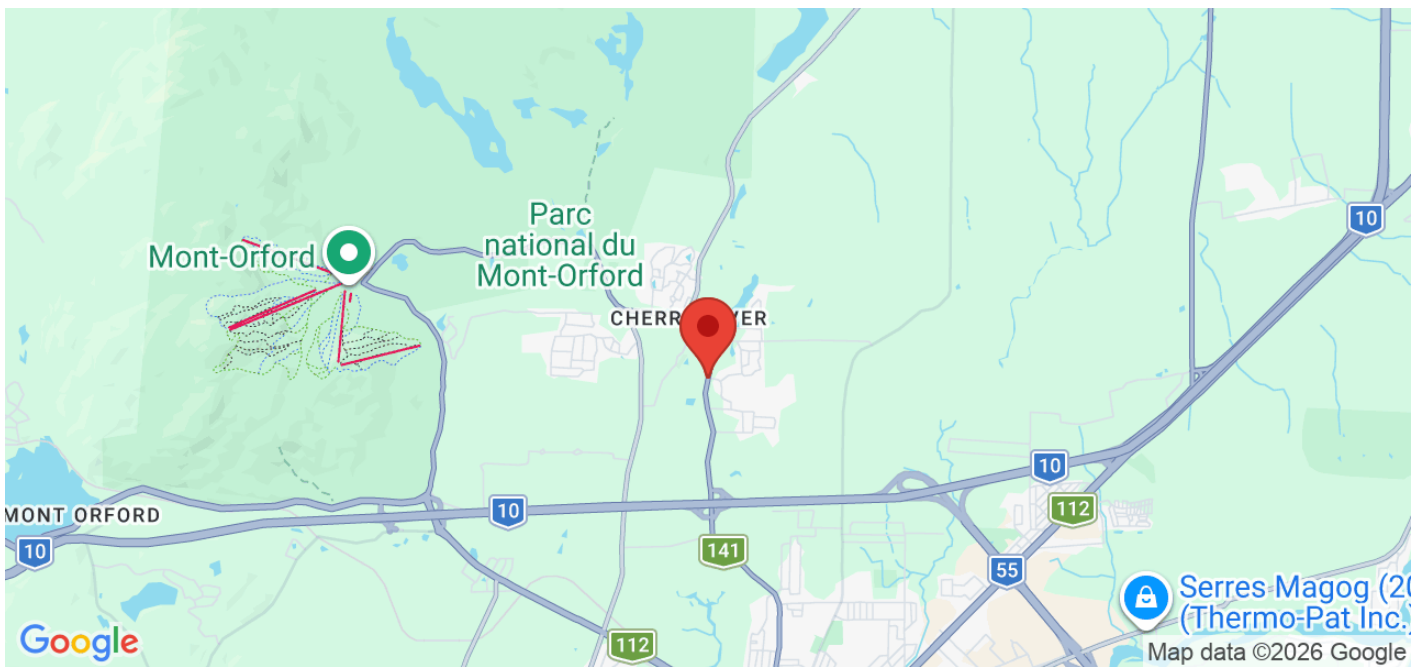 10
Parc
national du
Mont-Orford
Mont-Orford
10
112
10
MONT ORFORD
10
141
55
112
Serres Magog (20
(Thermo-Pat Inc.)
Google
Map data ©2026 Google